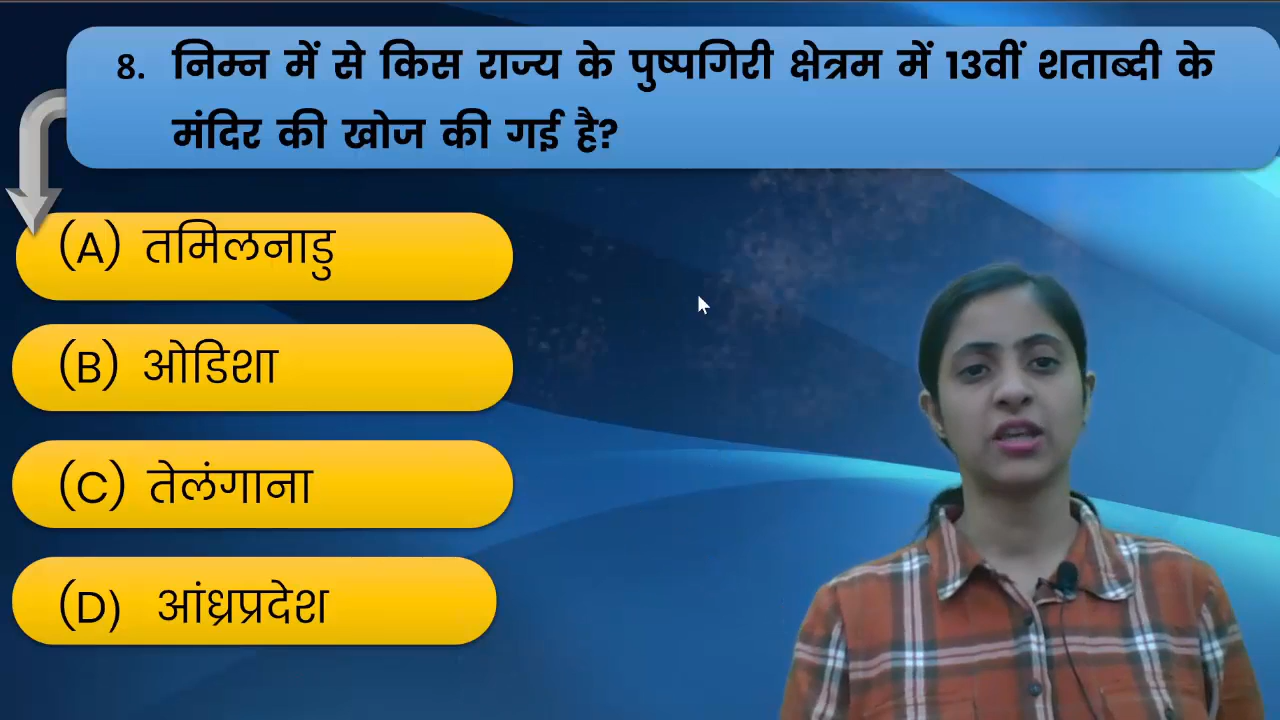 8. निम्न में से किस राज्य के पुष्पगिरी क्षेत्रम में 13वीं शताब्दी के
मंदिर की खोज की गई है?
(A) तमिलनाडु
(B) ओडिशा
(C) तेलंगाना
(D) आंध्रप्रदेश